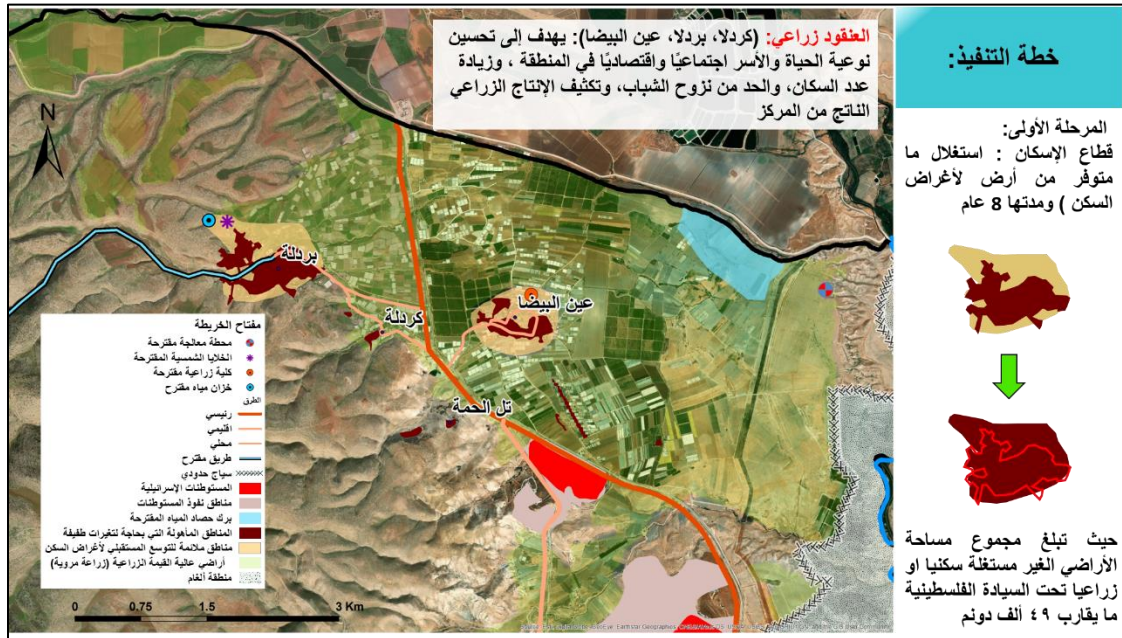 العنقود زراعي: (كردلا، بردلا، عين البيضا): يهدف إلى تحسين
نوعية الحياة والأسر اجتماعيًا واقتصاديًا في المنطقة ، وزيادة
عدد السكان، والحد من نزوح الشباب، وتكثيف الإنتاج الزراعي
الناتج من المركز
خطة التنفيذ:
المرحلة الأولى:
قطاع الإسكان : استغلال ما
متوفر من أرض لأغراض
السكن ) ومدتها 8 عام
حيث تبلغ مجموع مساحة
الأراضي الغير مستغلة سكنيا او
زراعيا تحت السيادة الفلسطينية
ما يقارب ٤٩ ألف دونم
N
بردلة
كردلة
عين البيضا
تل الحمة
مفتاح الخريطة
محطة معالجة مقترحة
الخلايا الشمسية المقترحة
كلية زراعية مقترحة
خزان مياه مقترح
الطرق
رئيسي
اقليمي
محلي
طريق مقترح
سياج حدودي
المستوطنات الإسرائيلية
مناطق نفوذ المستوطنات
برك حصاد المياه المقترحة
المناطق المأهولة التي بحاجة لتغيرات طفيفة
مناطق ملائمة للتوسع المستقبلي لأغراض السكن
أراضي عالية القيمة الزراعية (زراعة مروية)
منطقة ألغام
0 0.75 1.5 3 Km
Earthstar Geographics